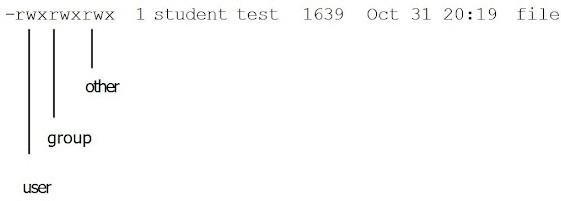 -rwxrwxrwx 1 student test 1639 Oct 31 20:19 file
other
group
user